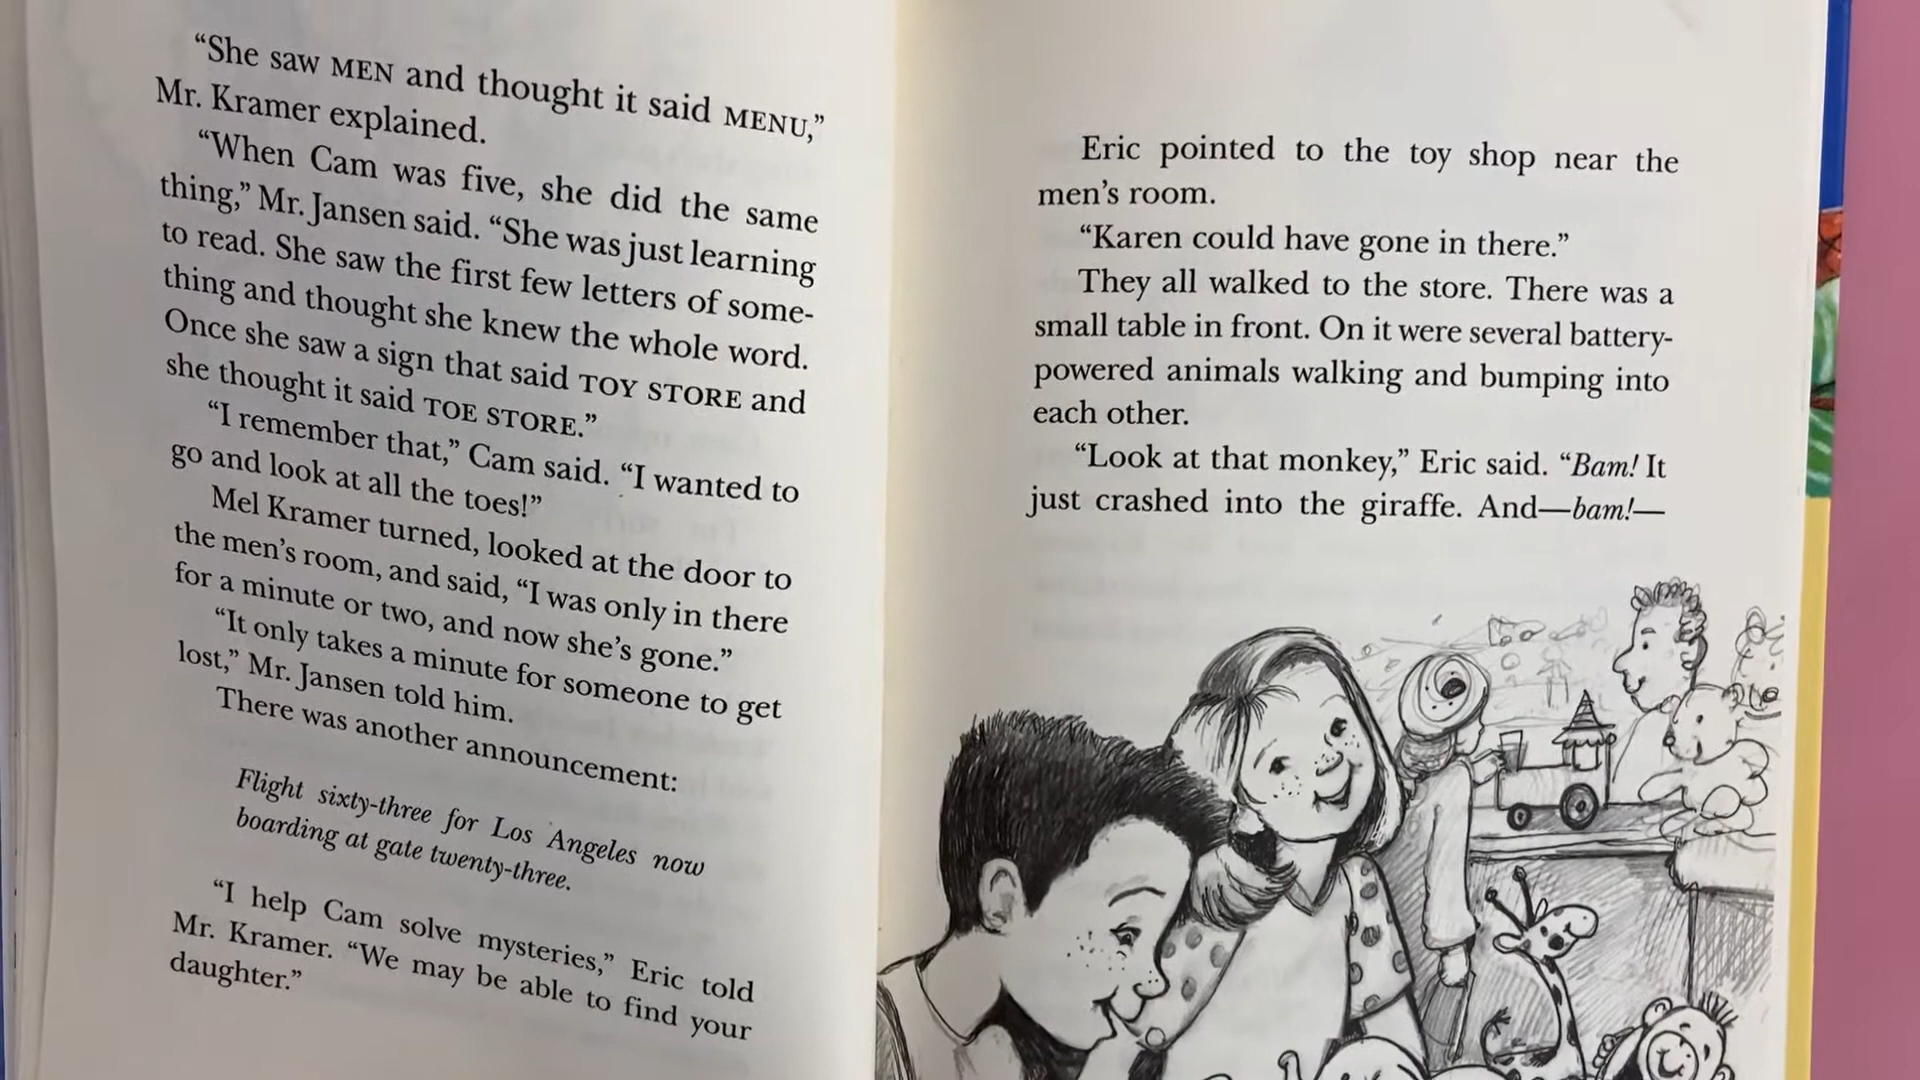 “She saw MEN and thought it said MENU,”
Mr. Kramer explained.
“When Cam was five, she did the same
thing,” Mr. Jansen said. “She was just learning
to read. She saw the first few letters of some-
thing and thought she knew the whole word.
Once she saw a sign that said TOY STORE and
she thought it said TOE STORE.”
“I remember that,” Cam said. “I wanted to
go and look at all the toes!”
Mel Kramer turned, looked at the door to
the men’s room, and said, “I was only in there
for a minute or two, and now she’s gone.”
“It only takes a minute for someone to get
lost,” Mr. Jansen told him.
There was another announcement:
Flight sixty-three for Los Angeles now
boarding at gate twenty-three.
“I help Cam solve mysteries,” Eric told
Mr. Kramer. “We may be able to find your
daughter.”
Eric pointed to the toy shop near the
men’s room.
“Karen could have gone in there.”
They all walked to the store. There was a
small table in front. On it were several battery-
powered animals walking and bumping into
each other.
“Look at that monkey,” Eric said. “Bam! It
just crashed into the giraffe. And—bam!—